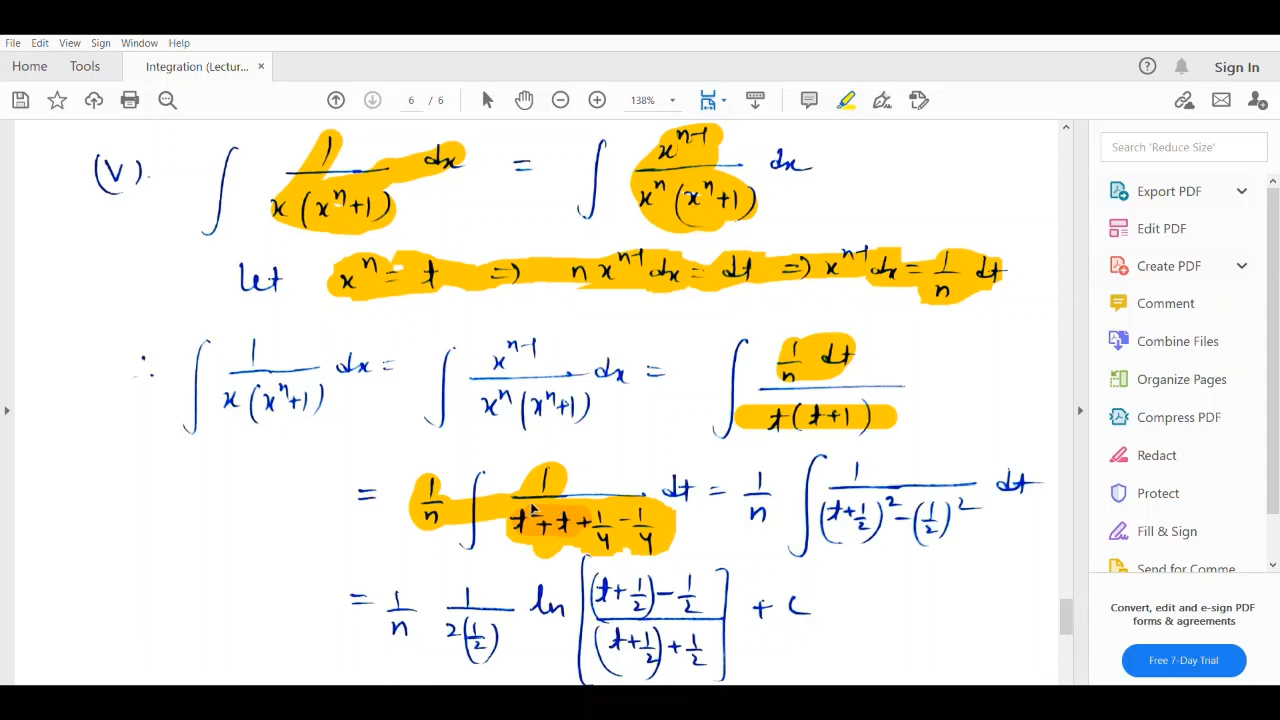 File Edit View Sign Window Help
Home Tools Integration (Lectur... × Sign In
6 / 6 138%
Search 'Reduce Size'
(V). ∫ 1/(x(xⁿ+1)) dx = ∫ xⁿ⁻¹/(xⁿ(xⁿ+1)) dx
Export PDF
Edit PDF
let xⁿ = t ⇒ n xⁿ⁻¹ dx = dt ⇒ xⁿ⁻¹ dx = 1/n dt
Create PDF
Comment
Combine Files
∴ ∫ 1/(x(xⁿ+1)) dx = ∫ xⁿ⁻¹/(xⁿ(xⁿ+1)) dx = ∫ (1/n dt)/(t(t+1))
Organize Pages
Compress PDF
Redact
= 1/n ∫ 1/(t²+t+1/4−1/4) dt = 1/n ∫ 1/((t+1/2)²−(1/2)²) dt
Protect
Fill & Sign
Send for Comme
= 1/n 1/(2(1/2)) ln [((t+1/2)−1/2)/((t+1/2)+1/2)] + C
Convert, edit and e-sign PDF
forms & agreements
Free 7-Day Trial